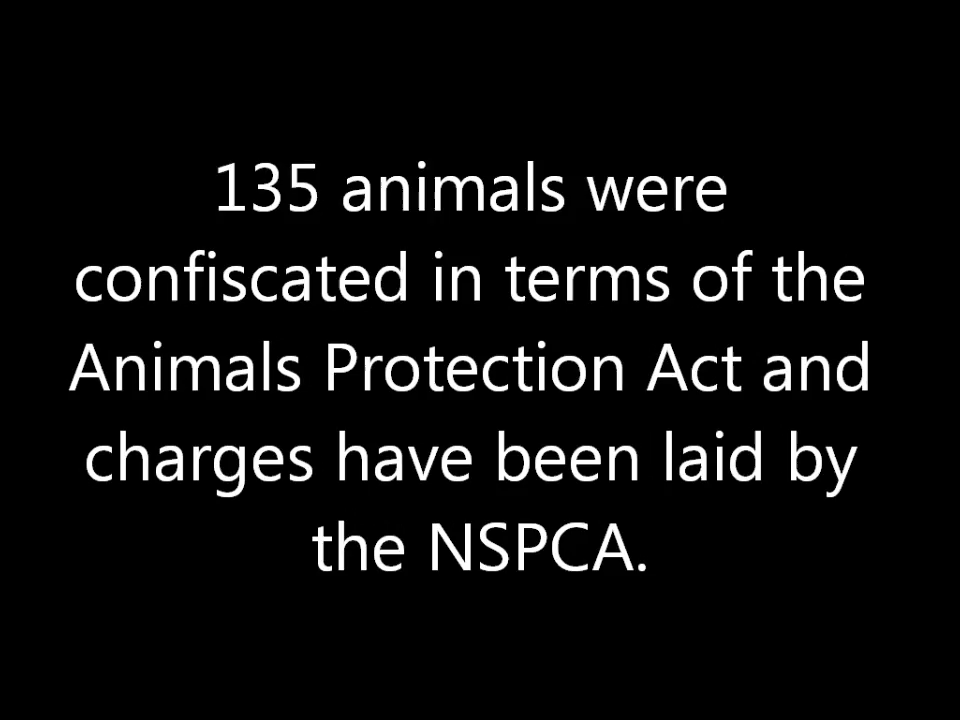 135 animals were
confiscated in terms of the
Animals Protection Act and
charges have been laid by
the NSPCA.